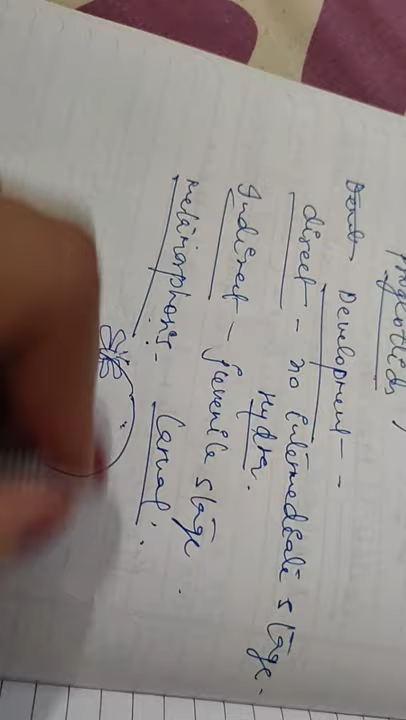 Development -
direct - no intermediate stage.
Hydra.
Indirect - juvenile stage.
metamorphosis - Larval.